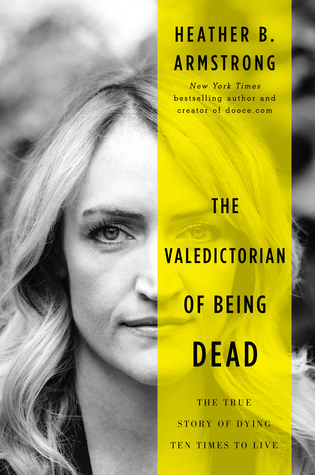 HEATHER B.
ARMSTRONG
New York Times
bestselling author and
creator of dooce.com
THE
VALEDICTORIAN
OF BEING
DEAD
THE TRUE
STORY OF DYING
TEN TIMES TO LIVE